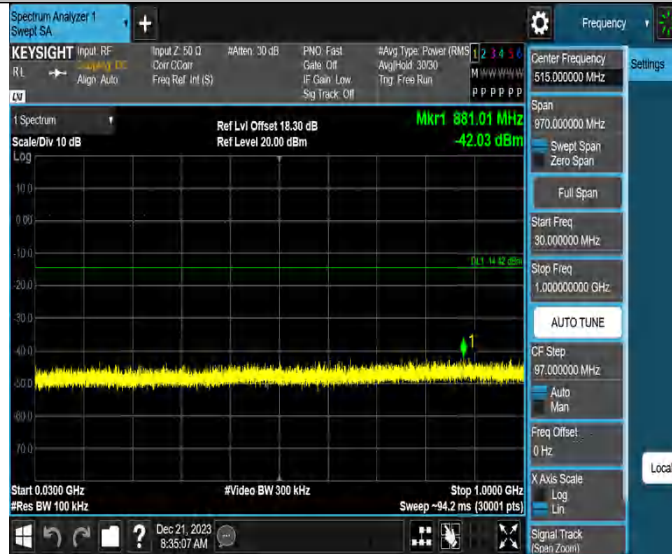 Spectrum Analyzer 1
Swept SA
Frequency
KEYSIGHT
Input: RF
Input Z: 50 Ω
#Atten: 30 dB
PNO: Fast
#Avg Type: Power (RMS
1 2 3 4 5 6
RL
Coupling: DC
Corr CCorr
Gate: Off
Avg|Hold: 30/30
M W W W W W
Align: Auto
Freq Ref: Int (S)
IF Gain: Low
Trig: Free Run
Sig Track: Off
P P P P P P
LXI
1 Spectrum
Ref Lvl Offset 18.30 dB
Mkr1 881.01 MHz
Scale/Div 10 dB
Ref Level 20.00 dBm
-42.03 dBm
Log
10.0
0.00
-10.0
DL1 -14.42 dBm
-20.0
-30.0
-40.0
1
-50.0
-60.0
-70.0
Start 0.0300 GHz
#Video BW 300 kHz
Stop 1.0000 GHz
#Res BW 100 kHz
Sweep ~94.2 ms (30001 pts)
?
Dec 21, 2023
8:35:07 AM
Center Frequency
515.000000 MHz
Settings
Span
970.000000 MHz
Swept Span
Zero Span
Full Span
Start Freq
30.000000 MHz
Stop Freq
1.000000000 GHz
AUTO TUNE
CF Step
97.000000 MHz
Auto
Man
Freq Offset
0 Hz
X Axis Scale
Log
Lin
Local
Signal Track
(Span Zoom)